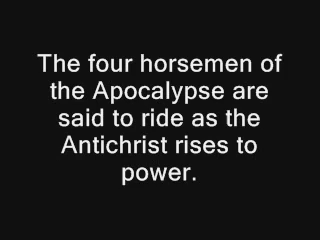 The four horsemen of
the Apocalypse are
said to ride as the
Antichrist rises to
power.